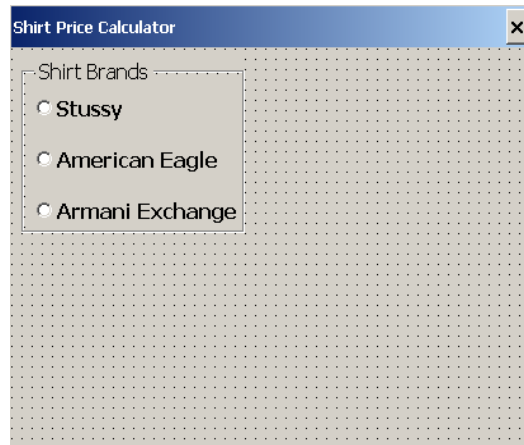 Shirt Price Calculator
Shirt Brands
Stussy
American Eagle
Armani Exchange